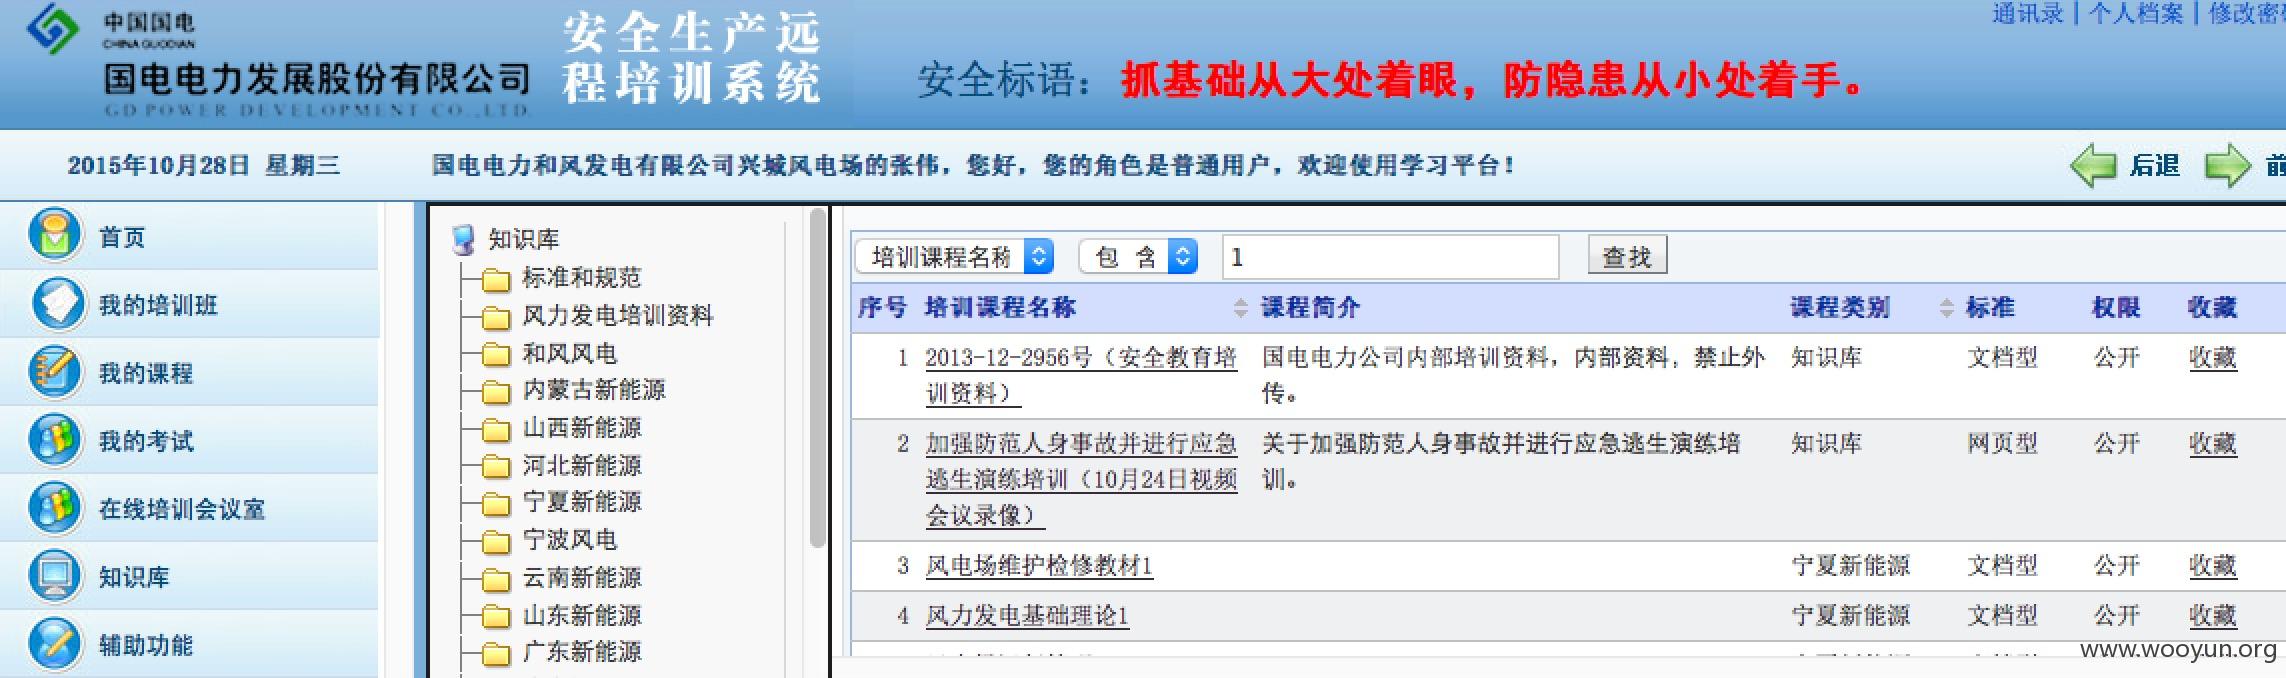 中国国电
CHINA GUODIAN
国电电力发展股份有限公司
GD POWER DEVELOPMENT CO.,LTD.
安全生产远
程培训系统
安全标语：抓基础从大处着眼，防隐患从小处着手。
通讯录 | 个人档案 | 修改密
2015年10月28日 星期三
国电电力和风发电有限公司兴城风电场的张伟，您好，您的角色是普通用户，欢迎使用学习平台！
后退
首页
我的培训班
我的课程
我的考试
在线培训会议室
知识库
辅助功能
知识库
标准和规范
风力发电培训资料
和风风电
内蒙古新能源
山西新能源
河北新能源
宁夏新能源
宁波风电
云南新能源
山东新能源
广东新能源
培训课程名称 包 含 1 查找
序号 培训课程名称 课程简介 课程类别 标准 权限 收藏
1 2013-12-2956号（安全教育培 国电电力公司内部培训资料，内部资料，禁止外 知识库 文档型 公开 收藏
训资料） 传。
2 加强防范人身事故并进行应急 关于加强防范人身事故并进行应急逃生演练培 知识库 网页型 公开 收藏
逃生演练培训（10月24日视频 训。
会议录像）
3 风电场维护检修教材1 宁夏新能源 文档型 公开 收藏
4 风力发电基础理论1 宁夏新能源 文档型 公开 收藏
www.wooyun.org